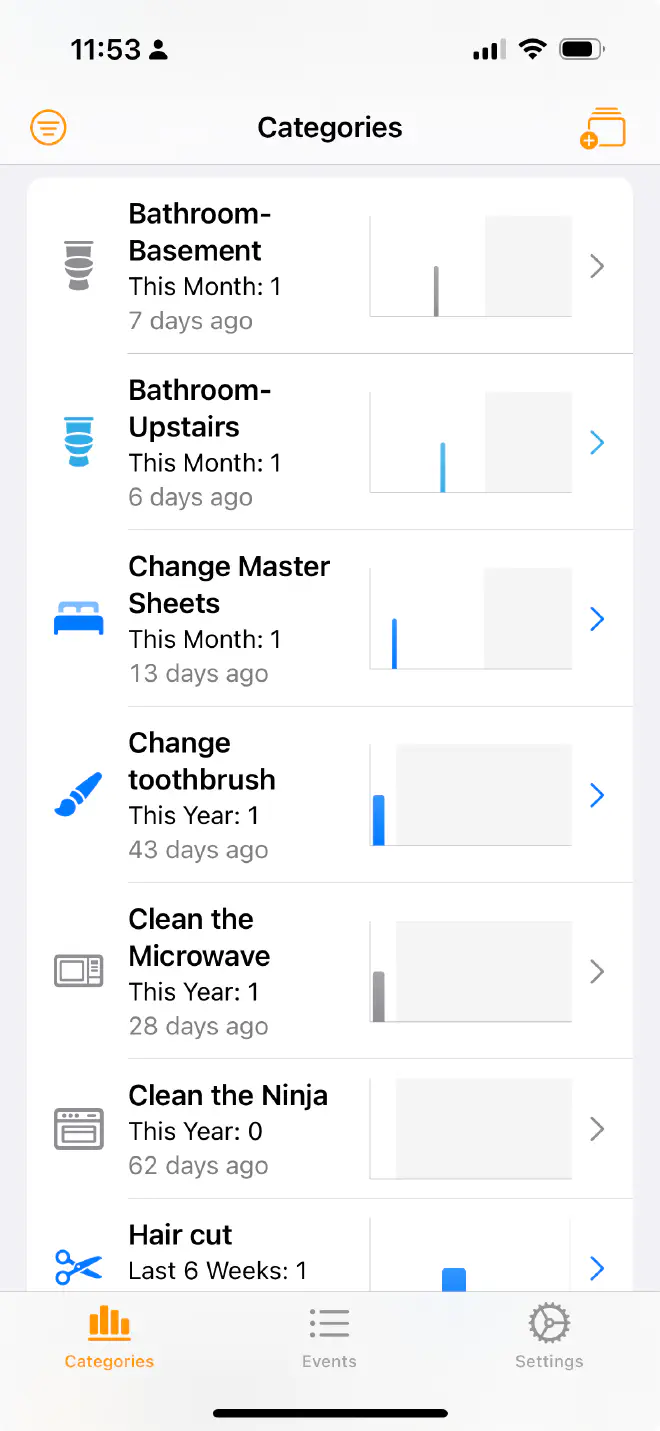 11:53
Categories
Bathroom-
Basement
This Month: 1
7 days ago
Bathroom-
Upstairs
This Month: 1
6 days ago
Change Master
Sheets
This Month: 1
13 days ago
Change
toothbrush
This Year: 1
43 days ago
Clean the
Microwave
This Year: 1
28 days ago
Clean the Ninja
This Year: 0
62 days ago
Hair cut
Last 6 Weeks: 1
Categories
Events
Settings